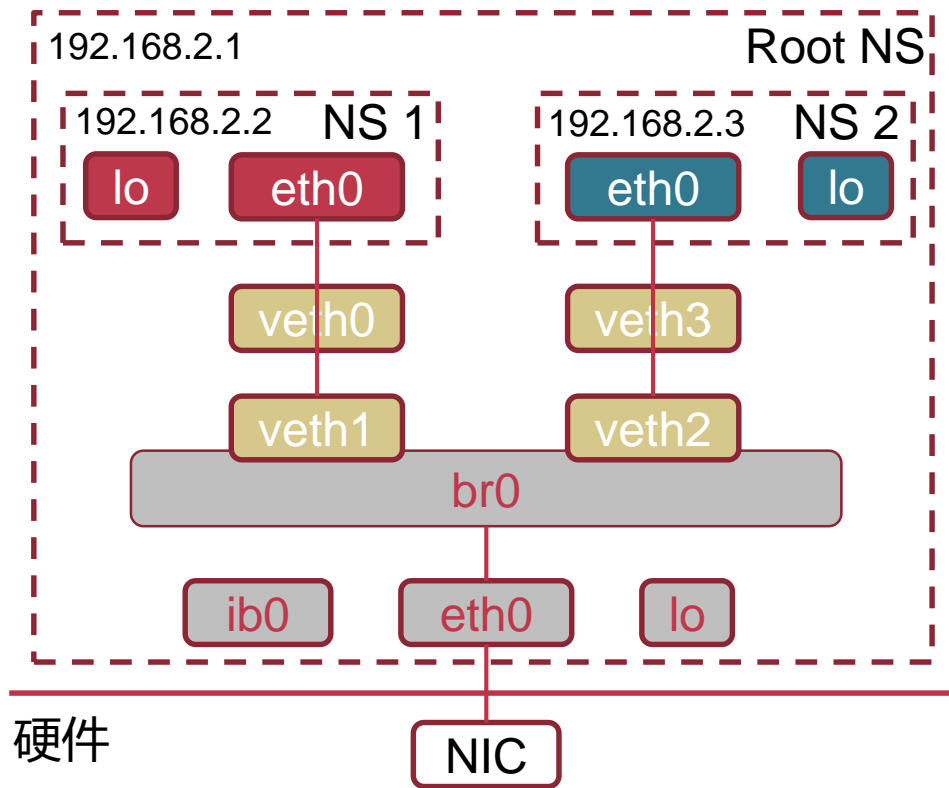 192.168.2.1
Root NS
192.168.2.2
NS 1
192.168.2.3
NS 2
lo
eth0
eth0
lo
veth0
veth3
veth1
veth2
br0
ib0
eth0
lo
硬件
NIC